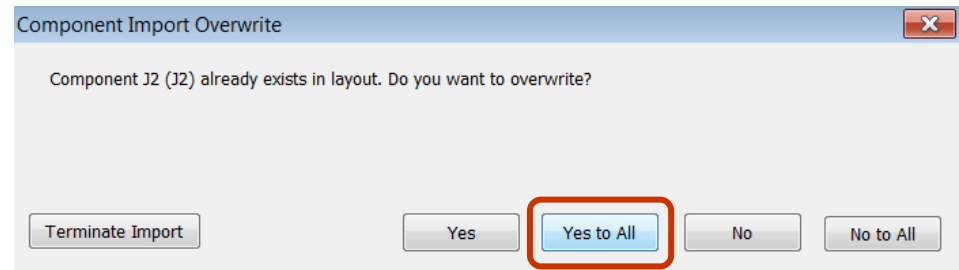 Component Import Overwrite
Component J2 (J2) already exists in layout. Do you want to overwrite?
Terminate Import
Yes
Yes to All
No
No to All